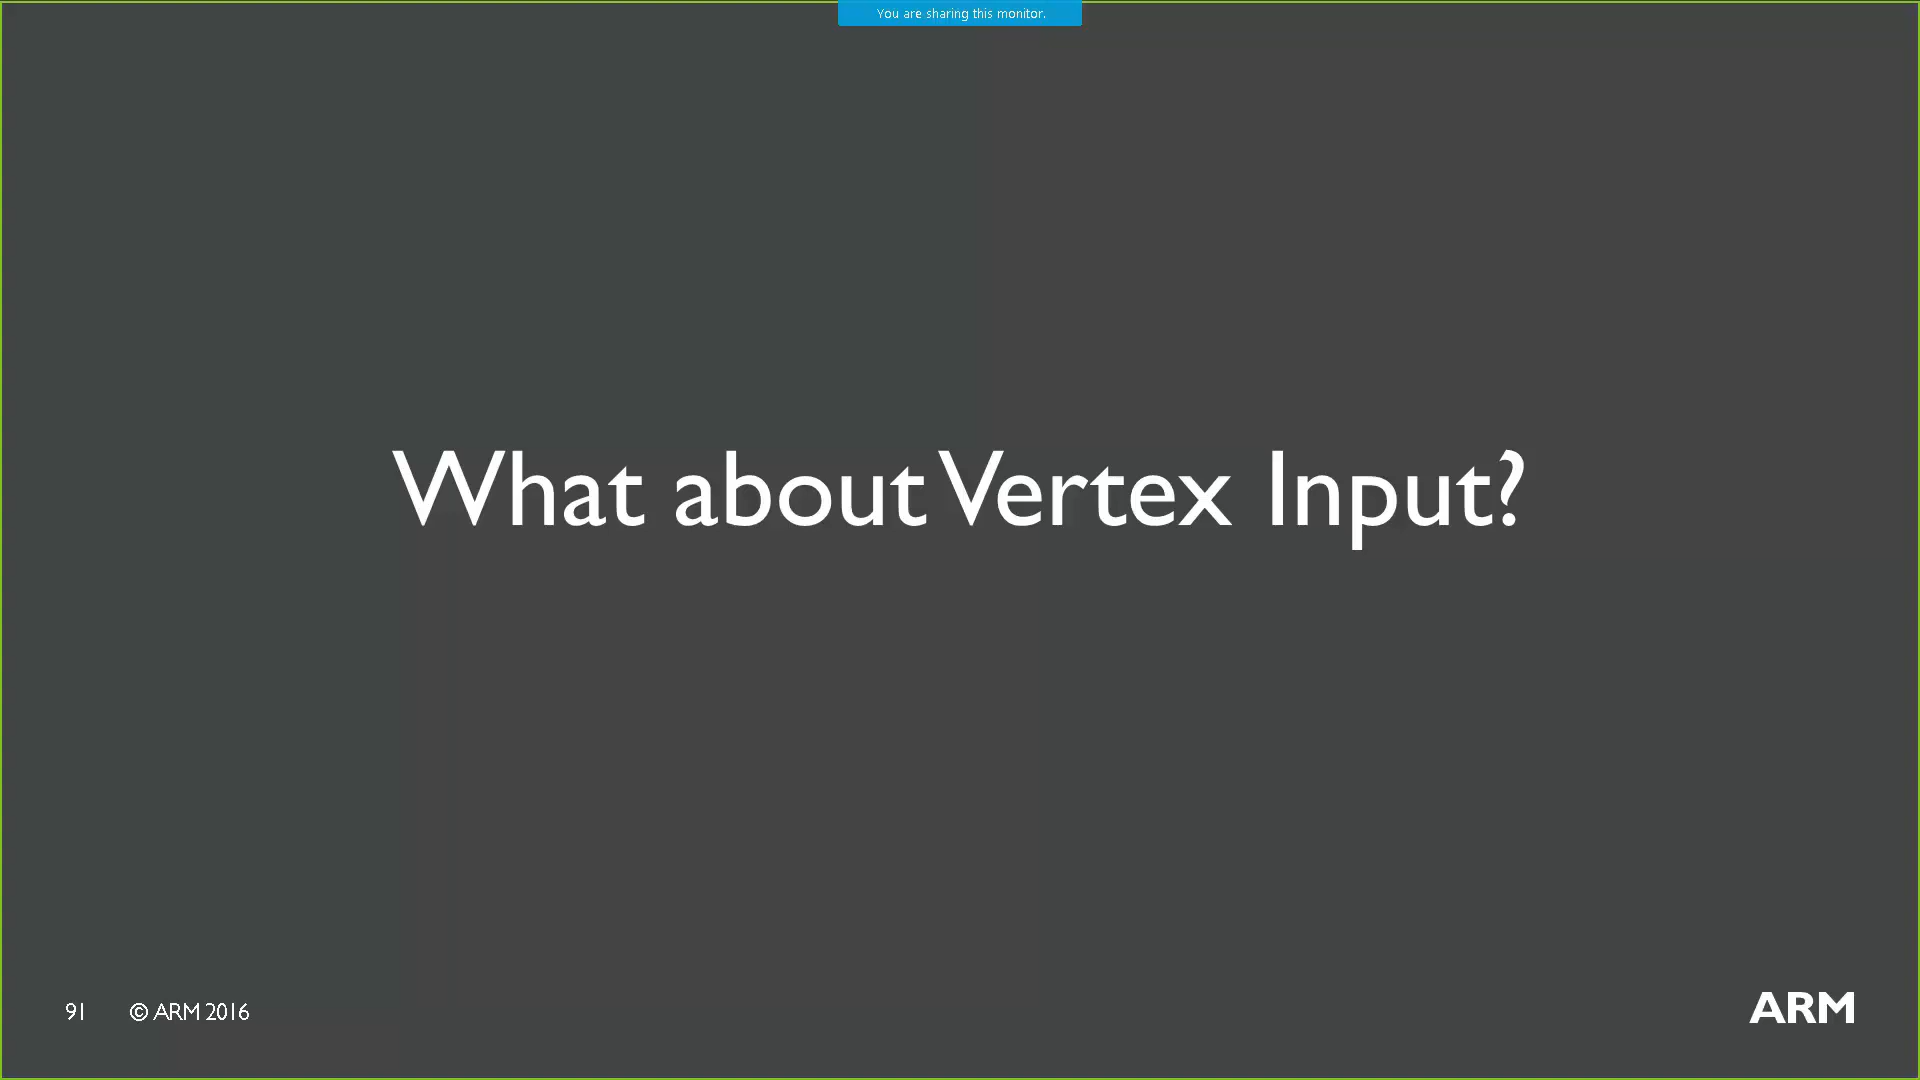 You are sharing this monitor.
What about Vertex Input?
91 © ARM 2016
ARM